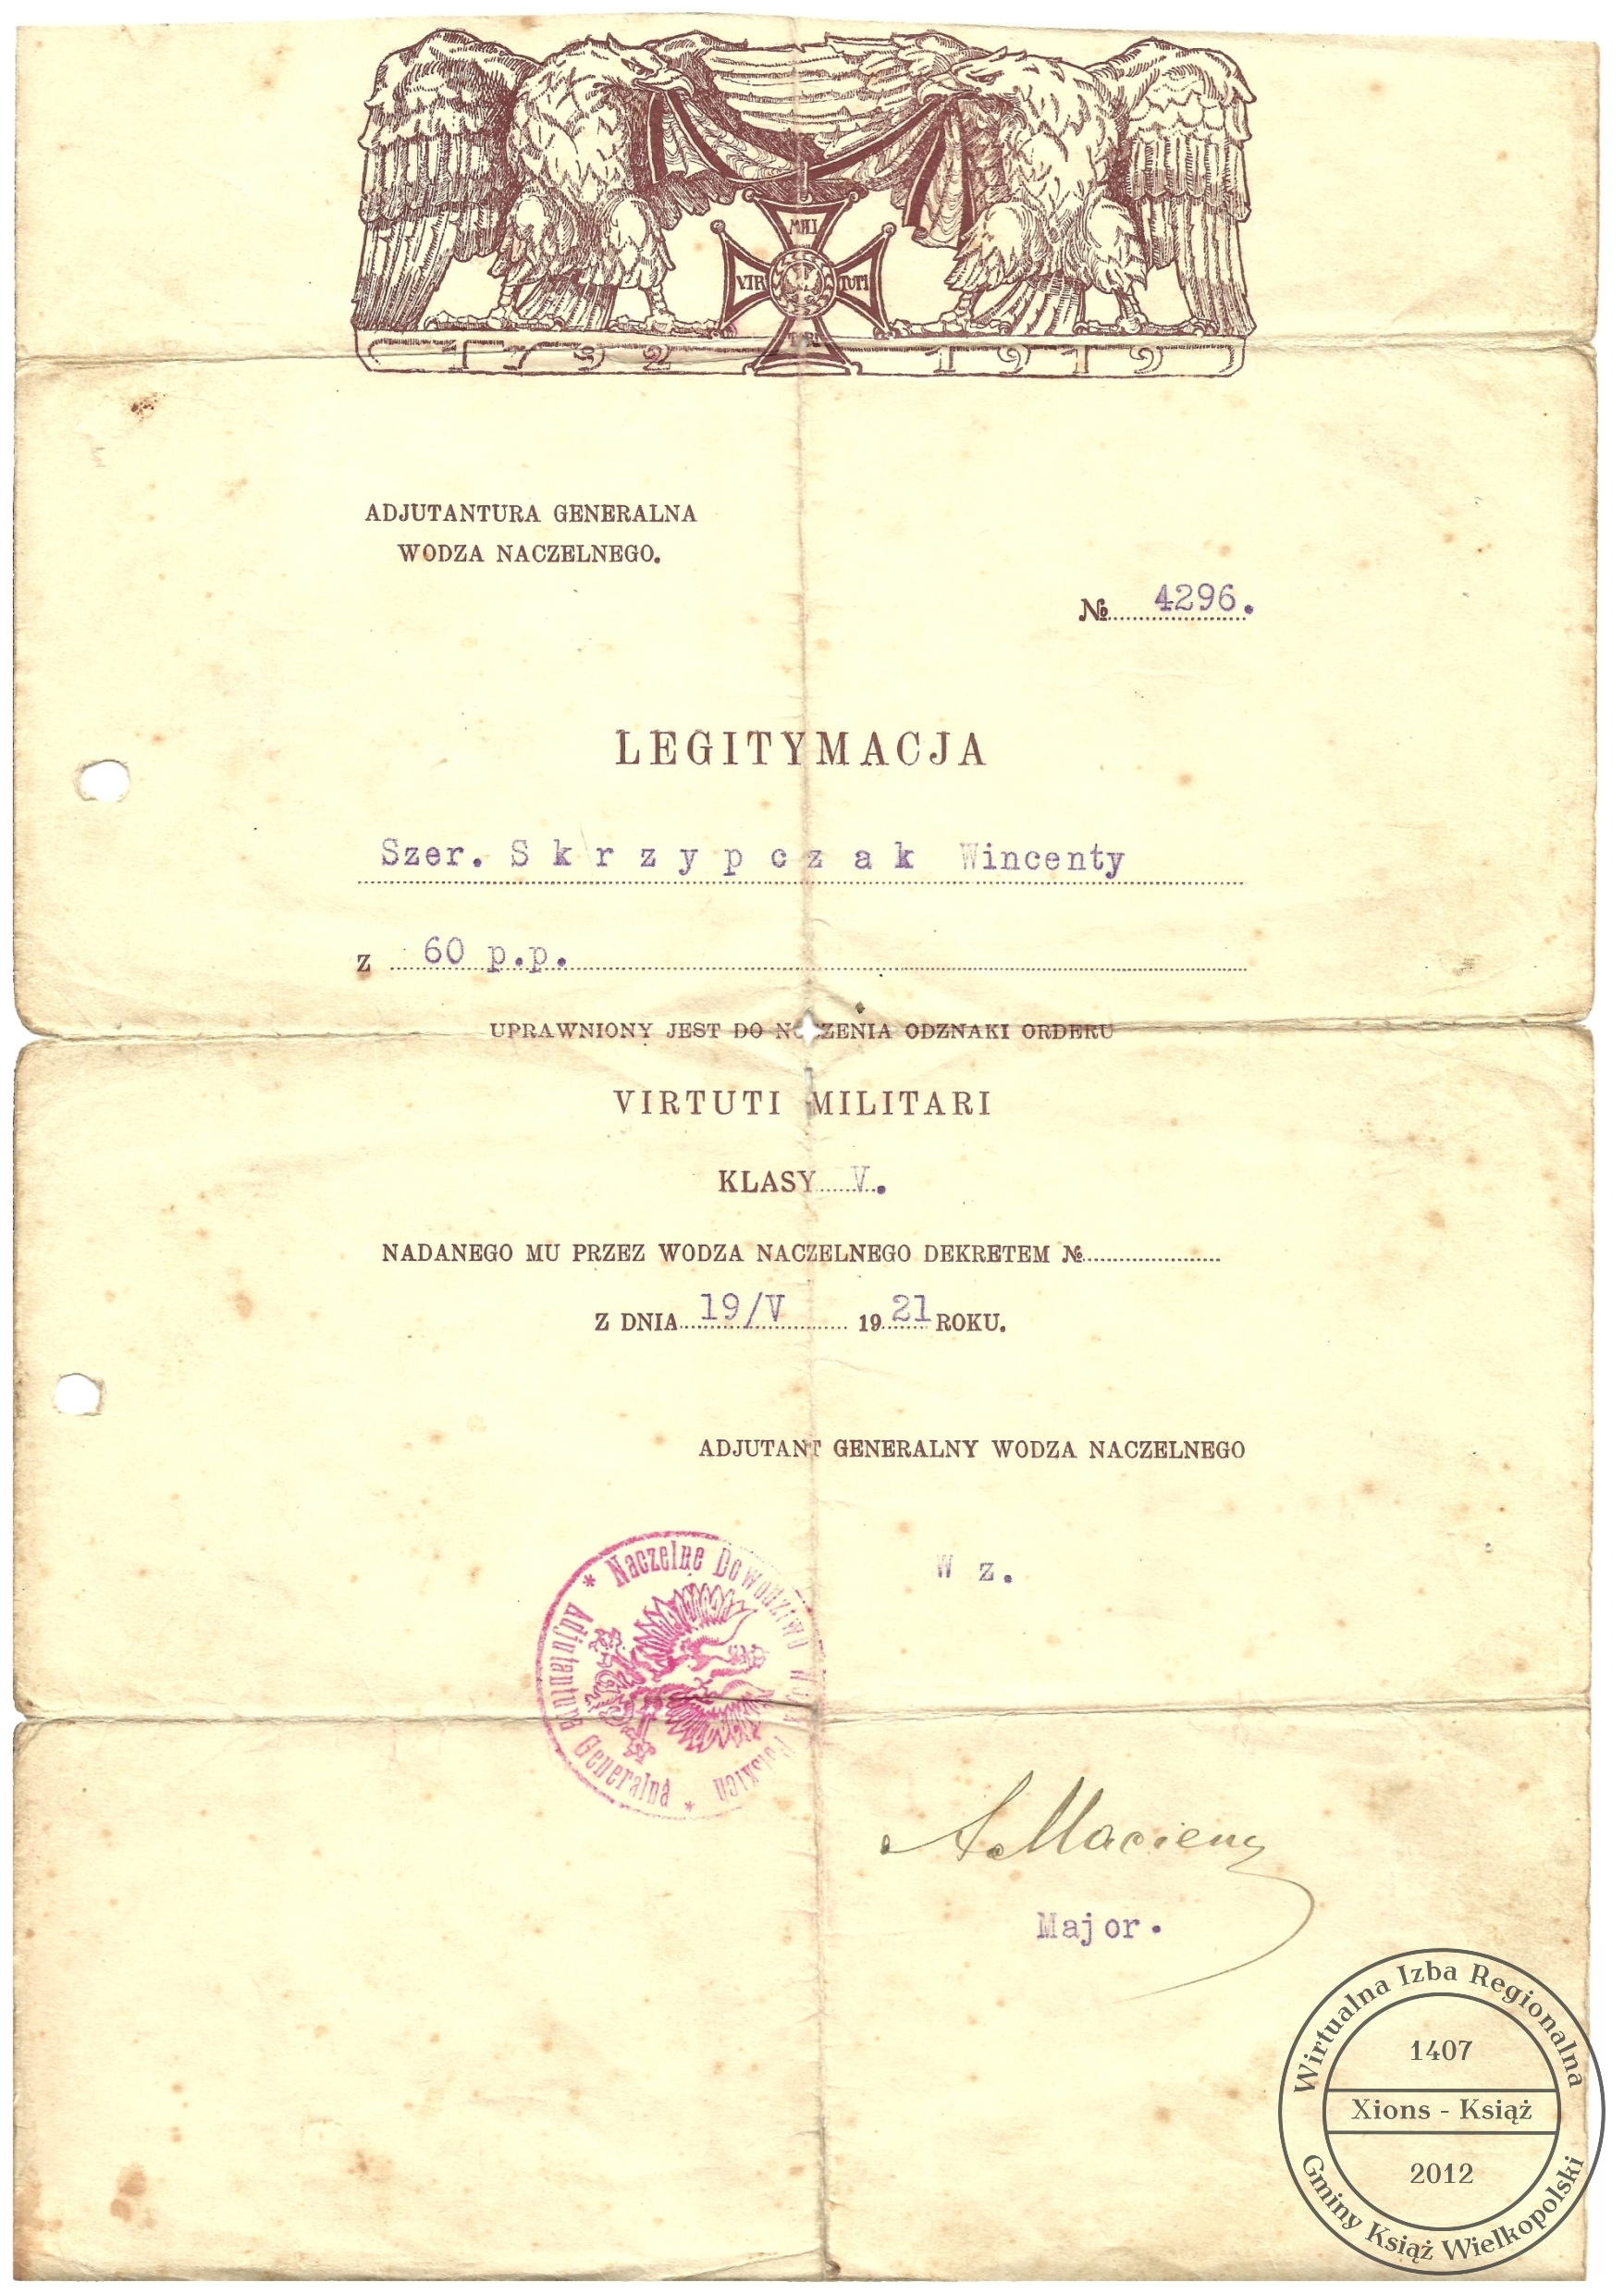 MILI
VIR TUTI
1792 1919
ADJUTANTURA GENERALNA
WODZA NACZELNEGO.
№ 4296.
LEGITYMACJA
Szer. Skrzypczak Wincenty
z 60 p.p.
UPRAWNIONY JEST DO NOSZENIA ODZNAKI ORDERU
VIRTUTI MILITARI
KLASY V.
NADANEGO MU PRZEZ WODZA NACZELNEGO DEKRETEM №
Z DNIA 19/V 1921 ROKU.
ADJUTANT GENERALNY WODZA NACZELNEGO
W z.
* Naczelne Dowództwo Polskich *
Adjutantura Generalna
Major.
Wirtualna Izba Regionalna
1407
Xions - Książ
2012
Gminy Książ Wielkopolski